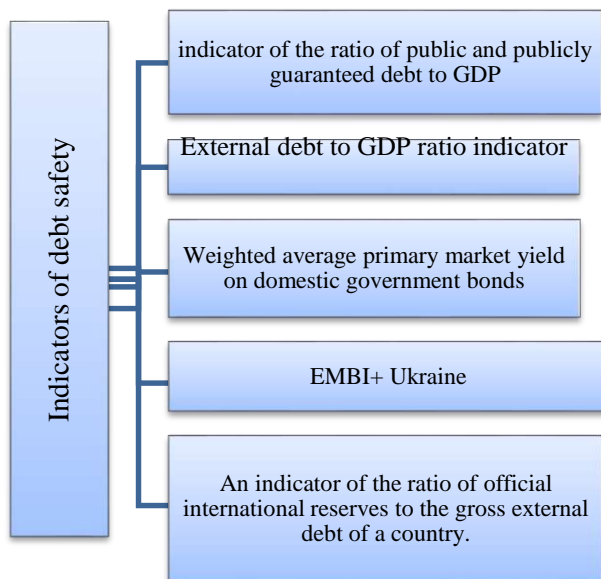 Indicators of debt safety
indicator of the ratio of public and publicly
guaranteed debt to GDP
External debt to GDP ratio indicator
Weighted average primary market yield
on domestic government bonds
EMBI+ Ukraine
An indicator of the ratio of official
international reserves to the gross external
debt of a country.